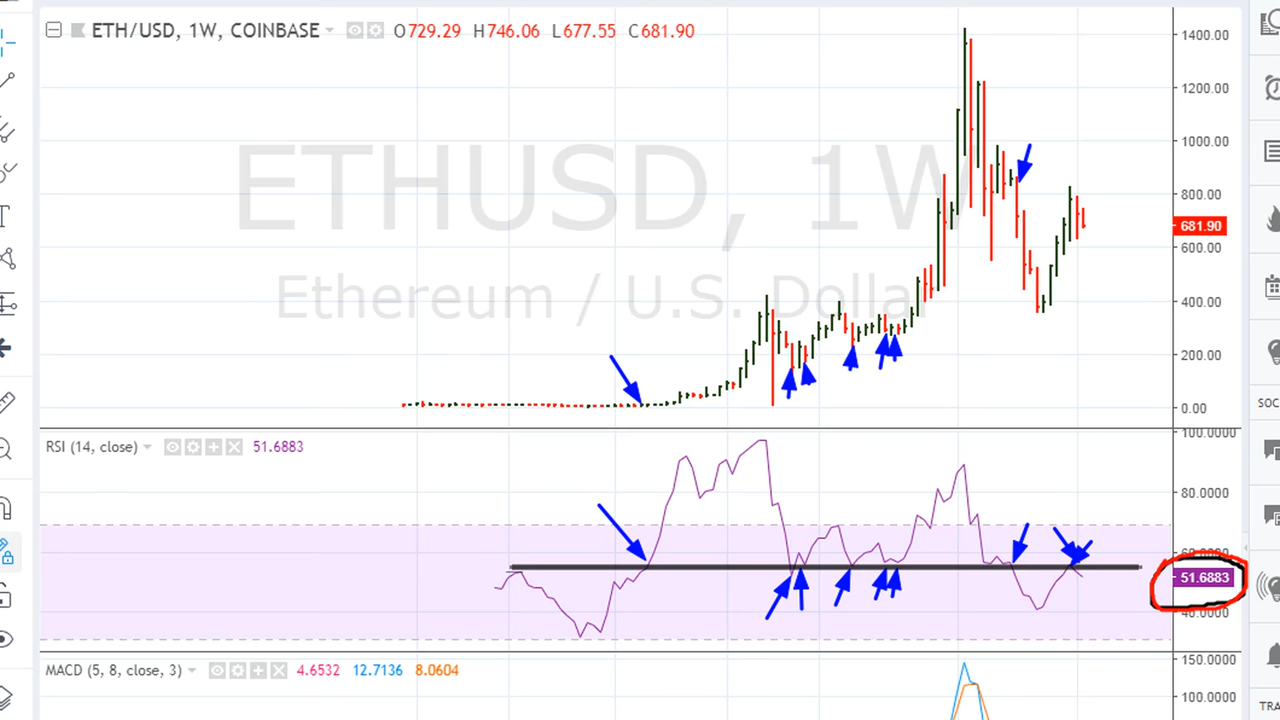 ETH/USD, 1W, COINBASE O729.29 H746.06 L677.55 C681.90
ETHUSD, 1W
Ethereum / U.S. Dollar
1400.00
1200.00
1000.00
800.00
681.90
600.00
400.00
200.00
0.00
RSI (14, close) 51.6883
100.0000
80.0000
60.0000
51.6883
40.0000
MACD (5, 8, close, 3) 4.6532 12.7136 8.0604
150.0000
100.0000
SOC
TRA